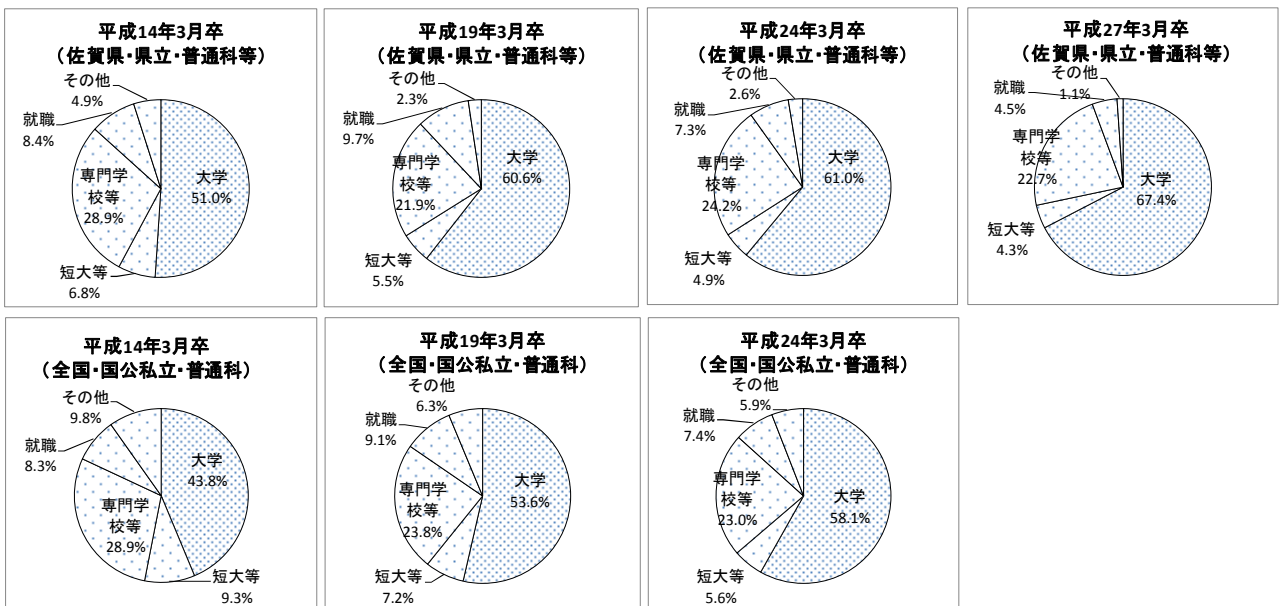 平成14年3月卒
(佐賀県・県立・普通科等)
その他
4.9%
就職
8.4%
専門学
校等
28.9%
大学
51.0%
短大等
6.8%
平成19年3月卒
(佐賀県・県立・普通科等)
その他
2.3%
就職
9.7%
専門学
校等
21.9%
大学
60.6%
短大等
5.5%
平成24年3月卒
(佐賀県・県立・普通科等)
その他
2.6%
就職
7.3%
専門学
校等
24.2%
大学
61.0%
短大等
4.9%
平成27年3月卒
(佐賀県・県立・普通科等)
その他
1.1%
就職
4.5%
専門学
校等
22.7%
大学
67.4%
短大等
4.3%
平成14年3月卒
(全国・国公私立・普通科)
その他
9.8%
就職
8.3%
専門学
校等
28.9%
大学
43.8%
短大等
9.3%
平成19年3月卒
(全国・国公私立・普通科)
その他
6.3%
就職
9.1%
専門学
校等
23.8%
大学
53.6%
短大等
7.2%
平成24年3月卒
(全国・国公私立・普通科)
その他
5.9%
就職
7.4%
専門学
校等
23.0%
大学
58.1%
短大等
5.6%